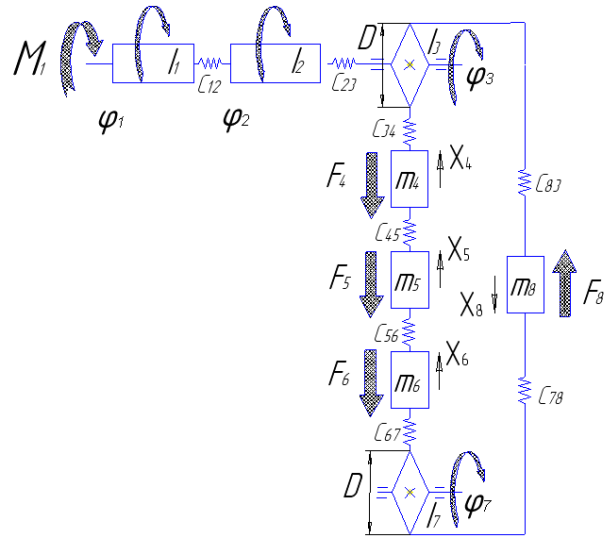 M₁
I₁
I₂
D
I₃
φ₁
C₁₂
φ₂
C₂₃
φ₃
C₃₄
F₄
m₄
X₄
C₈₃
C₄₅
F₅
m₅
X₅
X₈
m₈
F₈
C₅₆
F₆
m₆
X₆
C₇₈
C₆₇
D
I₇
φ₇